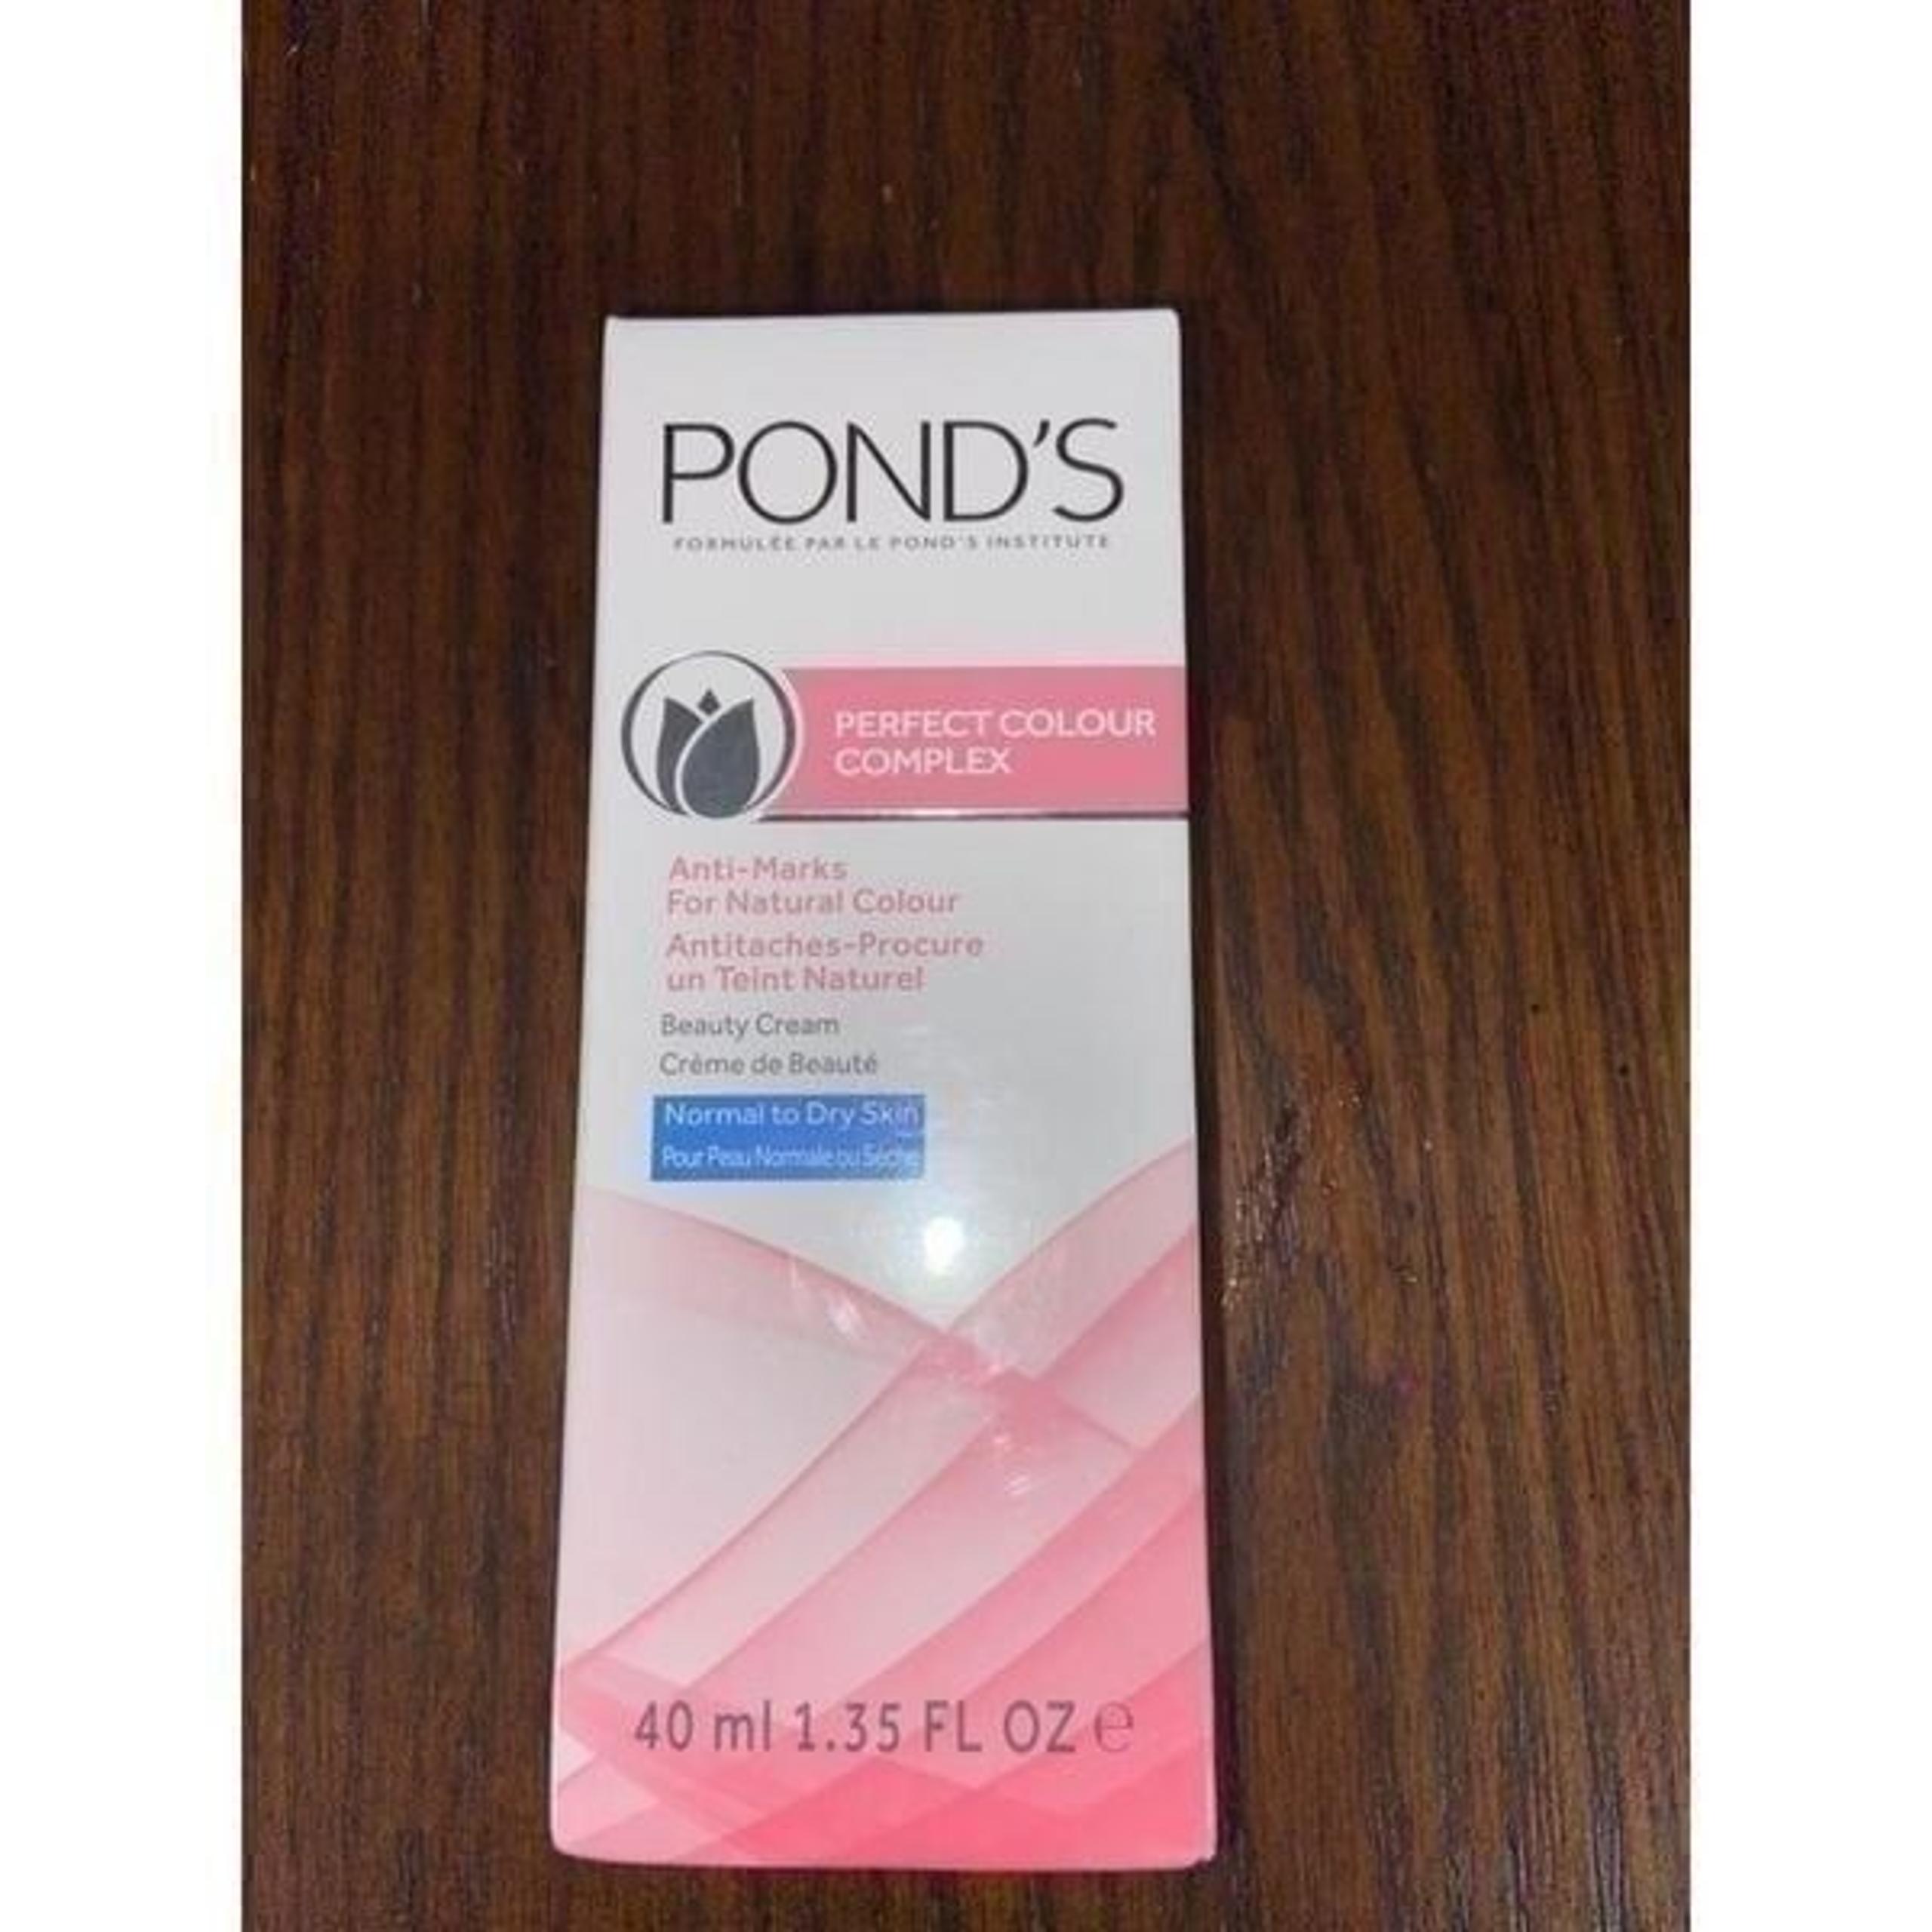 POND'S
FORMULÉE PAR LE POND'S INSTITUTE
PERFECT COLOUR
COMPLEX
Anti-Marks
For Natural Colour
Antitaches-Procure
un Teint Naturel
Beauty Cream
Crème de Beauté
Normal to Dry Skin
Pour Peau Normale ou Sèche
40 ml 1.35 FL OZ ℮